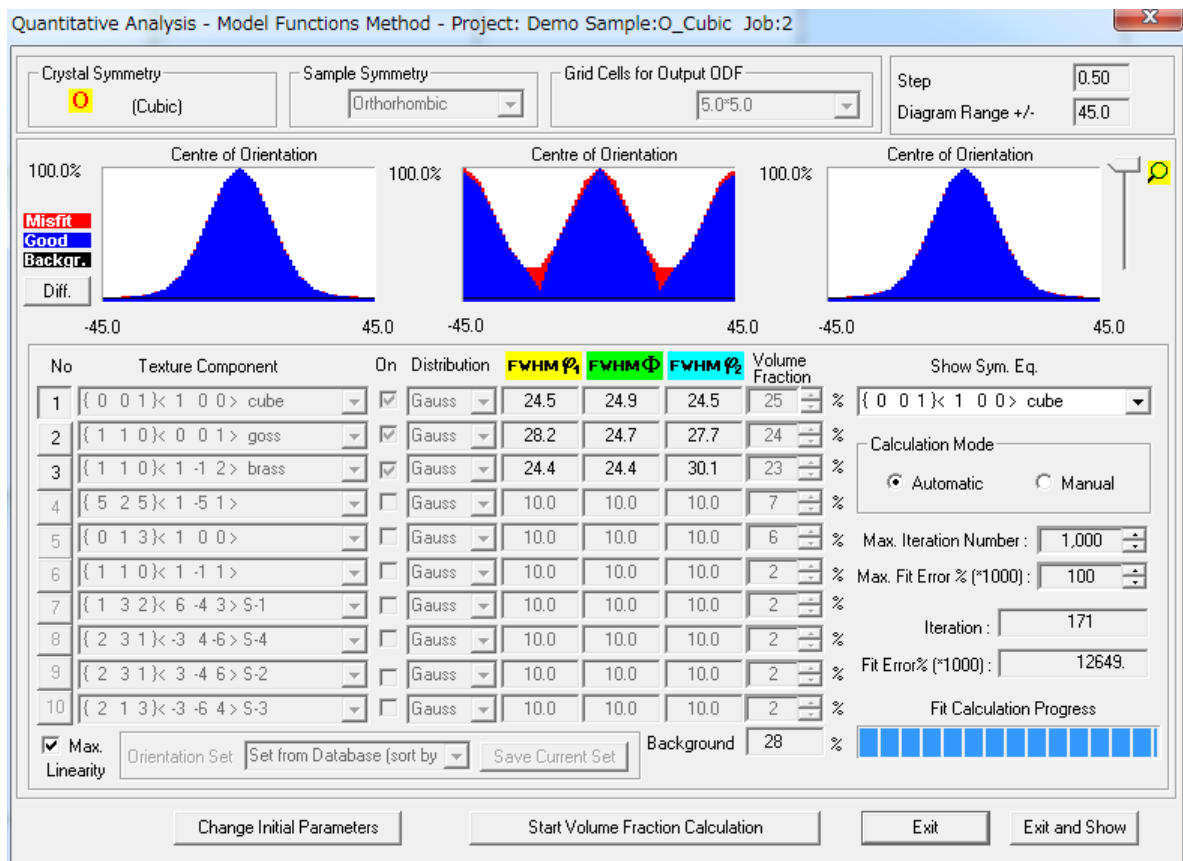 Quantitative Analysis - Model Functions Method - Project: Demo Sample:O_Cubic Job:2
X
Crystal Symmetry
O (Cubic)
Sample Symmetry
Orthorhombic
Grid Cells for Output ODF
5.0*5.0
Step 0.50
Diagram Range +/- 45.0
Centre of Orientation Centre of Orientation Centre of Orientation
100.0% 100.0% 100.0%
Misfit
Good
Backgr.
Diff.
-45.0 45.0 -45.0 45.0 -45.0 45.0
No Texture Component On Distribution FWHM φ1 FWHM Φ FWHM φ2 Volume Fraction Show Sym. Eq.
1 { 0 0 1}< 1 0 0> cube Gauss 24.5 24.9 24.5 25 % { 0 0 1}< 1 0 0> cube
2 { 1 1 0}< 0 0 1> goss Gauss 28.2 24.7 27.7 24 %
3 { 1 1 0}< 1 -1 2> brass Gauss 24.4 24.4 30.1 23 %
4 { 5 2 5}< 1 -5 1> Gauss 10.0 10.0 10.0 7 %
5 { 0 1 3}< 1 0 0> Gauss 10.0 10.0 10.0 6 %
6 { 1 1 0}< 1 -1 1> Gauss 10.0 10.0 10.0 2 %
7 { 1 3 2}< 6 -4 3> S-1 Gauss 10.0 10.0 10.0 2 %
8 { 2 3 1}< -3 4 -6> S-4 Gauss 10.0 10.0 10.0 2 %
9 { 2 3 1}< 3 -4 6> S-2 Gauss 10.0 10.0 10.0 2 %
10 { 2 1 3}< -3 -6 4> S-3 Gauss 10.0 10.0 10.0 2 %
Calculation Mode
Automatic Manual
Max. Iteration Number : 1,000
Max. Fit Error % (*1000) : 100
Iteration : 171
Fit Error% (*1000) : 12649.
Fit Calculation Progress
Max. Linearity
Orientation Set Set from Database (sort by Save Current Set
Background 28 %
Change Initial Parameters Start Volume Fraction Calculation Exit Exit and Show